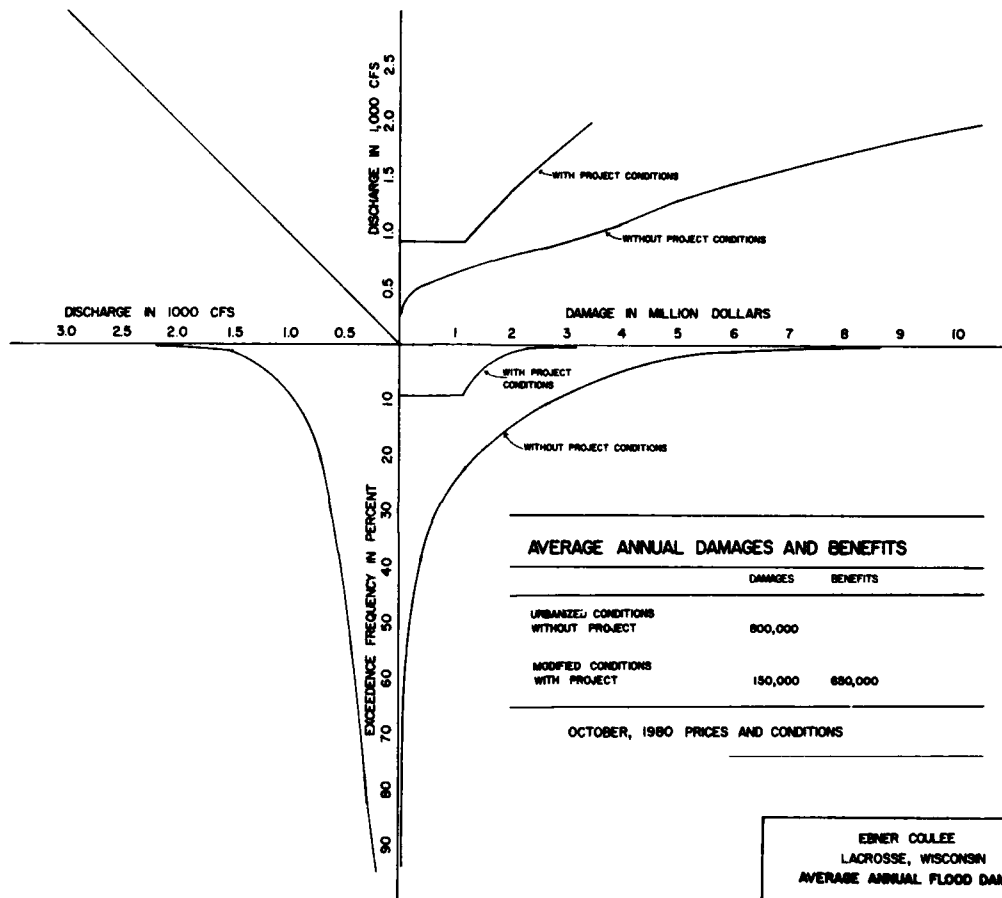 DISCHARGE IN 1,000 CFS
2.5
2.0
1.5
1.0
0.5
WITH PROJECT CONDITIONS
WITHOUT PROJECT CONDITIONS
DISCHARGE IN 1000 CFS
3.0 2.5 2.0 1.5 1.0 0.5
DAMAGE IN MILLION DOLLARS
1 2 3 4 5 6 7 8 9 10
WITH PROJECT
CONDITIONS
WITHOUT PROJECT CONDITIONS
EXCEEDENCE FREQUENCY IN PERCENT
10
20
30
40
50
60
70
80
90
AVERAGE ANNUAL DAMAGES AND BENEFITS
DAMAGES BENEFITS
URBANIZED CONDITIONS
WITHOUT PROJECT 800,000
MODIFIED CONDITIONS
WITH PROJECT 150,000 650,000
OCTOBER, 1980 PRICES AND CONDITIONS
EBNER COULEE
LACROSSE, WISCONSIN
AVERAGE ANNUAL FLOOD DAM